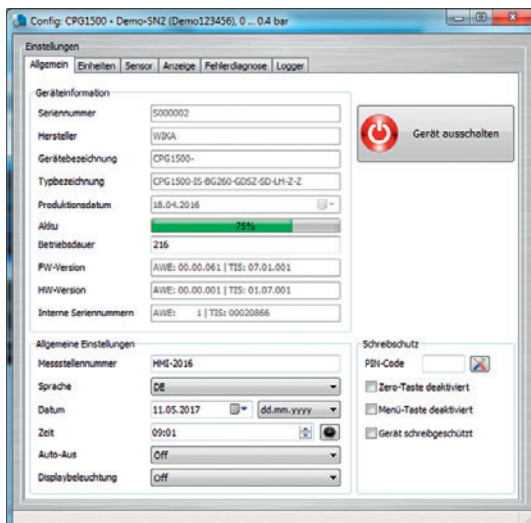 Config: CPG1500 • Demo-SN2 (Demo123456), 0 ... 0.4 bar
Einstellungen
Allgemein Einheiten Sensor Anzeige Fehlerdiagnose Logger
Geräteinformation
Seriennummer S000002
Hersteller WIKA
Gerätebezeichnung CPG1500-
Typbezeichnung CPG1500-IS-BG260-GDSZ-SD-LH-Z-Z
Produktionsdatum 18.04.2016
Akku 75%
Betriebsdauer 216
FW-Version AWE: 00.00.061 | TIS: 07.01.001
HW-Version AWE: 00.00.001 | TIS: 01.07.001
Interne Seriennummern AWE: 1 | TIS: 00020866
Gerät ausschalten
Allgemeine Einstellungen
Messstellennummer HMI-2016
Sprache DE
Datum 11.05.2017 dd.mm.yyyy
Zeit 09:01
Auto-Aus Off
Displaybeleuchtung Off
Schreibschutz
PIN-Code
Zero-Taste deaktiviert
Menü-Taste deaktiviert
Gerät schreibgeschützt